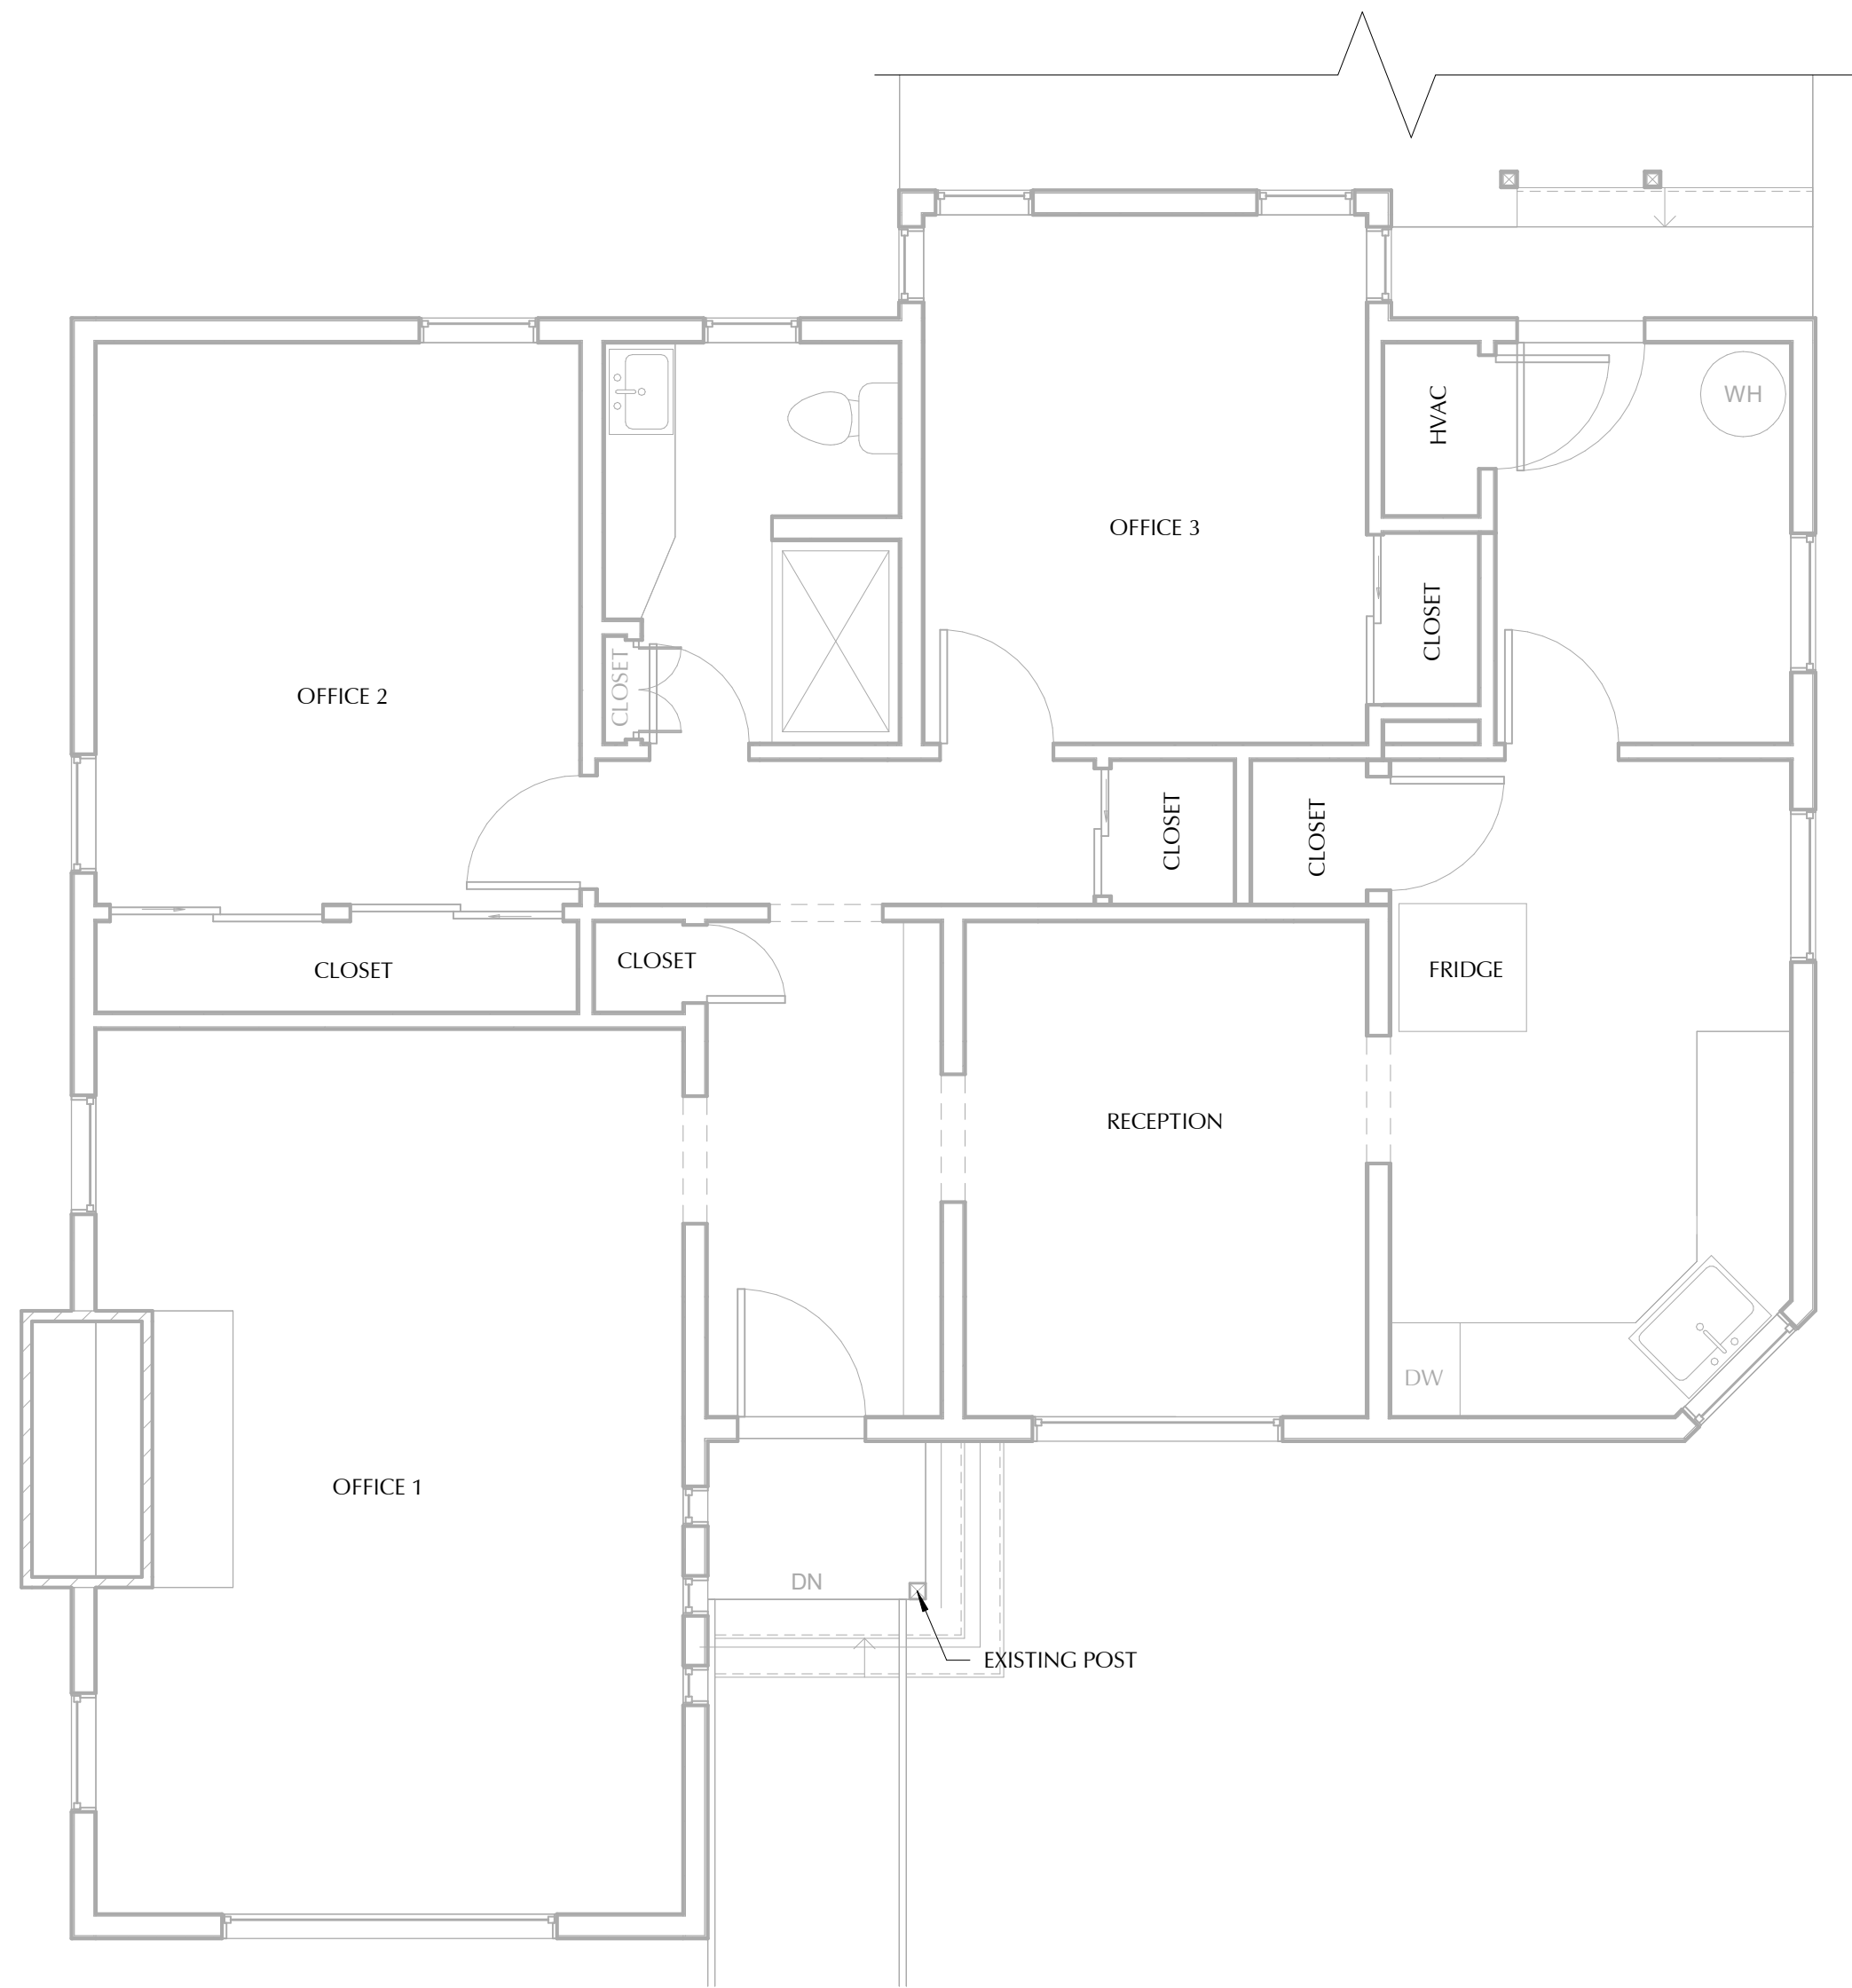 HVAC
WH
OFFICE 3
CLOSET
CLOSET
OFFICE 2
CLOSET
CLOSET
CLOSET
CLOSET
FRIDGE
RECEPTION
DW
OFFICE 1
DN
EXISTING POST